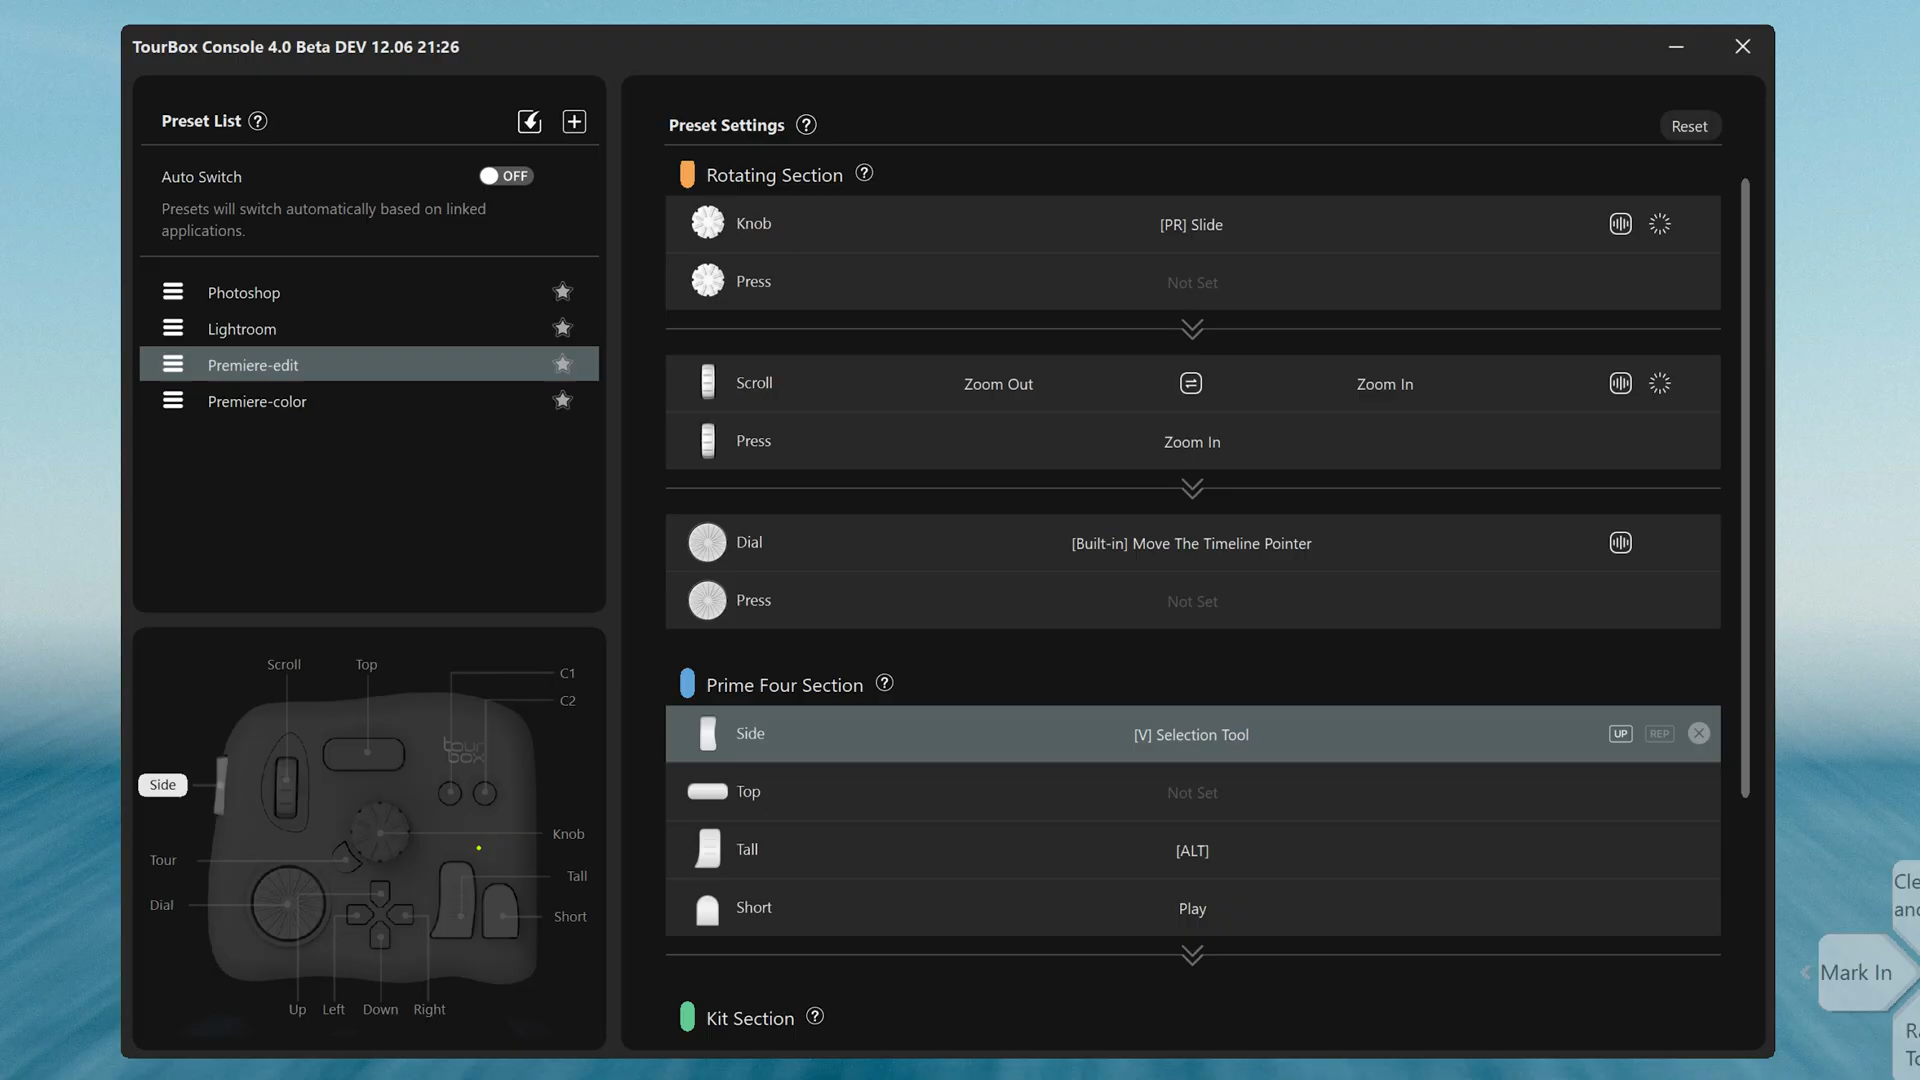 TourBox Console 4.0 Beta DEV 12.06 21:26
Preset List
Auto Switch
OFF
Presets will switch automatically based on linked
applications.
Photoshop
Lightroom
Premiere-edit
Premiere-color
Scroll
Top
C1
C2
tour
box
Side
Knob
Tour
Tall
Dial
Short
Up
Left
Down
Right
Preset Settings
Reset
Rotating Section
Knob
[PR] Slide
Press
Not Set
Scroll
Zoom Out
Zoom In
Press
Zoom In
Dial
[Built-in] Move The Timeline Pointer
Press
Not Set
Prime Four Section
Side
[V] Selection Tool
UP
REP
Top
Not Set
Tall
[ALT]
Short
Play
Kit Section
Cle
and
Mark In